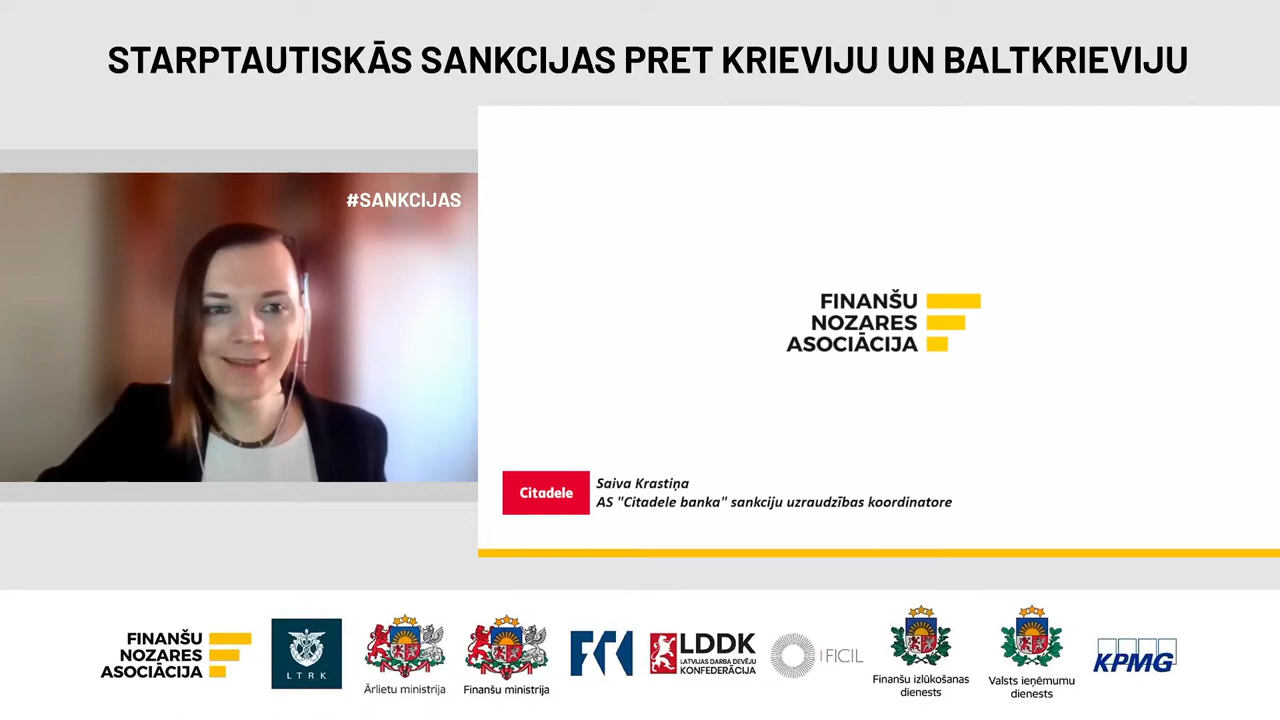 STARPTAUTISKĀS SANKCIJAS PRET KRIEVIJU UN BALTKRIEVIJU
#SANKCIJAS
FINANŠU
NOZARES
ASOCIĀCIJA
Citadele
Saiva Krastiņa
AS "Citadele banka" sankciju uzraudzības koordinatore
FINANŠU
NOZARES
ASOCIĀCIJA
LTRK
Ārlietu ministrija
Finanšu ministrija
LDDK
LATVIJAS DARBA DEVĒJU
KONFEDERĀCIJA
FICIL
Finanšu izlūkošanas
dienests
Valsts ieņēmumu
dienests
KPMG